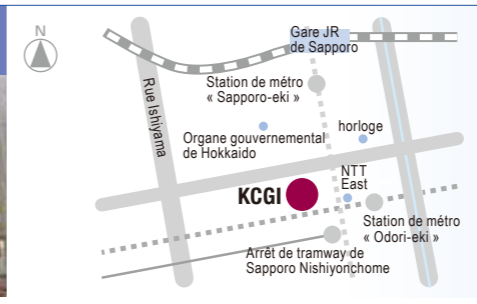 N
Gare JR
de Sapporo
Station de métro
« Sapporo-eki »
Rue Ishiyama
Organe gouvernemental
de Hokkaido
horloge
KCGI
NTT
East
Station de métro
« Odori-eki »
Arrêt de tramway de
Sapporo Nishiyonchome